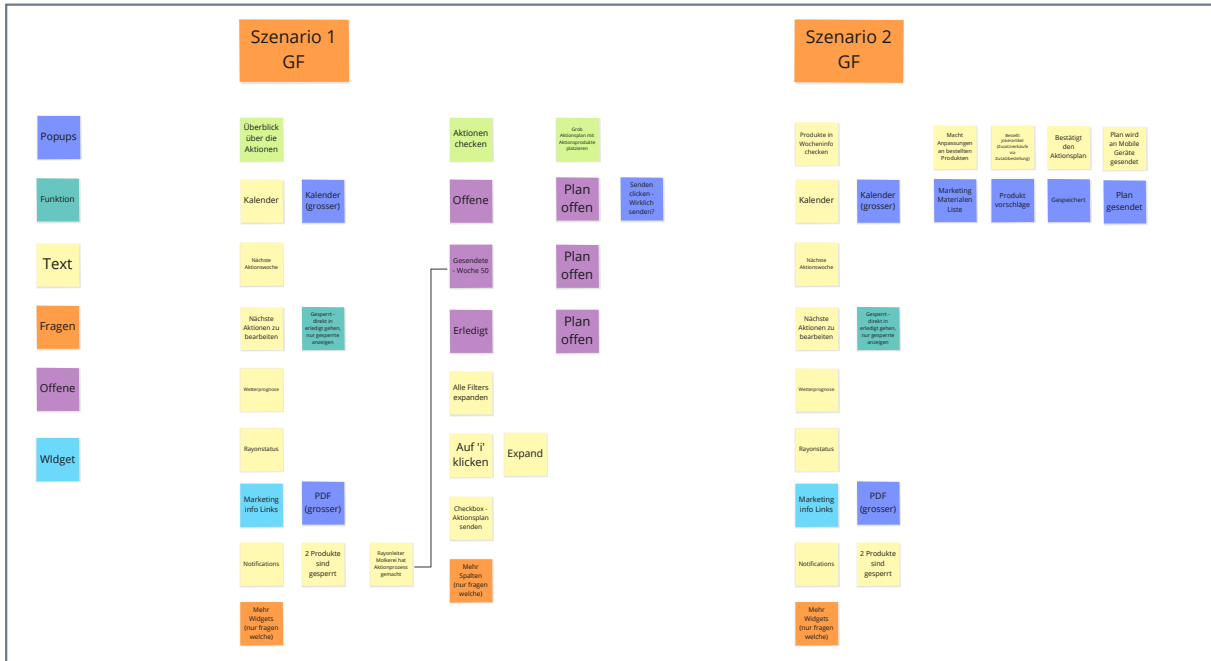 Szenario 1
GF
Szenario 2
GF
Popups
Funktion
Text
Fragen
Offene
WIdget
Überblick
über die
Aktionen
Kalender
Kalender
(grosser)
Nächste
Aktionswoche
Nächste
Aktionen zu
bearbeiten
Gesperrt -
direkt in
erledigt gehen,
nur gesperrte
anzeigen
Wetterprognose
Rayonstatus
Marketing
info Links
PDF
(grosser)
Notifications
2 Produkte
sind
gesperrt
Rayonleiter
Molkerei hat
Aktionprozess
gemacht
Mehr
Widgets
(nur fragen
welche)
Aktionen
checken
Grob
Aktionsplan mit
Aktionsprodukte
platzieren
Offene
Plan
offen
Senden
clicken -
Wirklich
senden?
Gesendete
- Woche 50
Plan
offen
Erledigt
Plan
offen
Alle Filters
expanden
Auf 'i'
klicken
Expand
Checkbox -
Aktionsplan
senden
Mehr
Spalten
(nur fragen
welche)
Produkte in
Wocheninfo
checken
Macht
Anpassungen
an bestellten
Produkten
Bestellt
Jokerartikel
(Zusatzverkäufe
via
Zusatzbestellung)
Bestätigt
den
Aktionsplan
Plan wird
an Mobile
Geräte
gesendet
Kalender
Kalender
(grosser)
Marketing
Materialen
Liste
Produkt
vorschläge
Gespeichert
Plan
gesendet
Nächste
Aktionswoche
Nächste
Aktionen zu
bearbeiten
Gesperrt -
direkt in
erledigt gehen,
nur gesperrte
anzeigen
Wetterprognose
Rayonstatus
Marketing
info Links
PDF
(grosser)
Notifications
2 Produkte
sind
gesperrt
Mehr
Widgets
(nur fragen
welche)